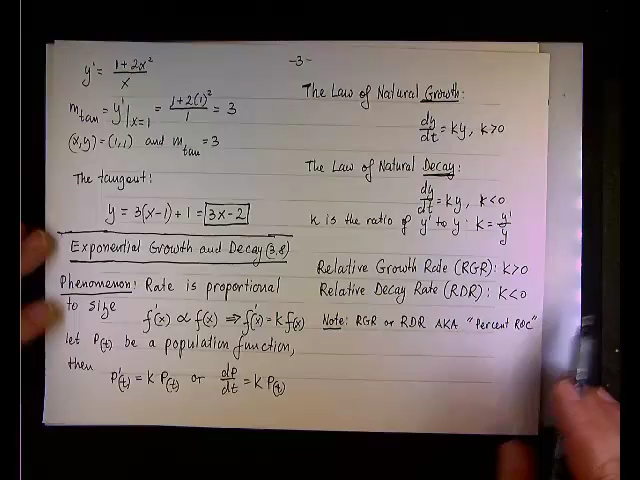 -3-
y' = (1+2x²)/x
m_tan = y'|x=1 = (1+2(1)²)/1 = 3
(x,y) = (1,1) and m_tan = 3
The tangent:
y = 3(x-1)+1 = 3x-2
Exponential Growth and Decay (3,8)
Phenomenon: Rate is proportional
to size
f'(x) ∝ f(x) ⇒ f'(x) = k f(x)
let P(t) be a population function,
then
P'(t) = K P(t) or dP/dt = K P(t)
The Law of Natural Growth:
dy/dt = ky, k>0
The Law of Natural Decay:
dy/dt = ky, k<0
k is the ratio of y' to y: k = y'/y
Relative Growth Rate (RGR): k>0
Relative Decay Rate (RDR): k<0
Note: RGR or RDR AKA "Percent ROC"